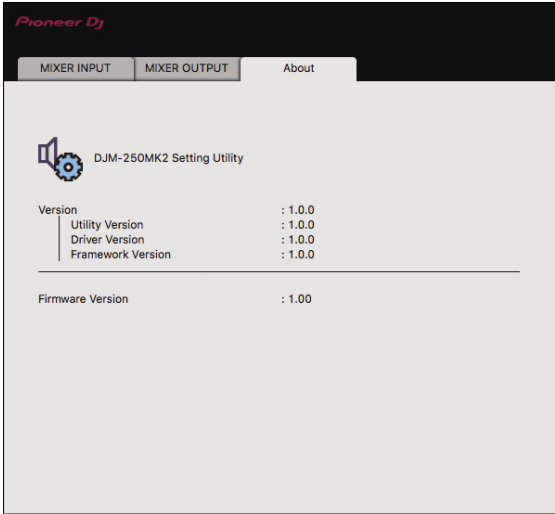 Pioneer Dj
MIXER INPUT MIXER OUTPUT About
DJM-250MK2 Setting Utility
Version : 1.0.0
Utility Version : 1.0.0
Driver Version : 1.0.0
Framework Version : 1.0.0
Firmware Version : 1.00